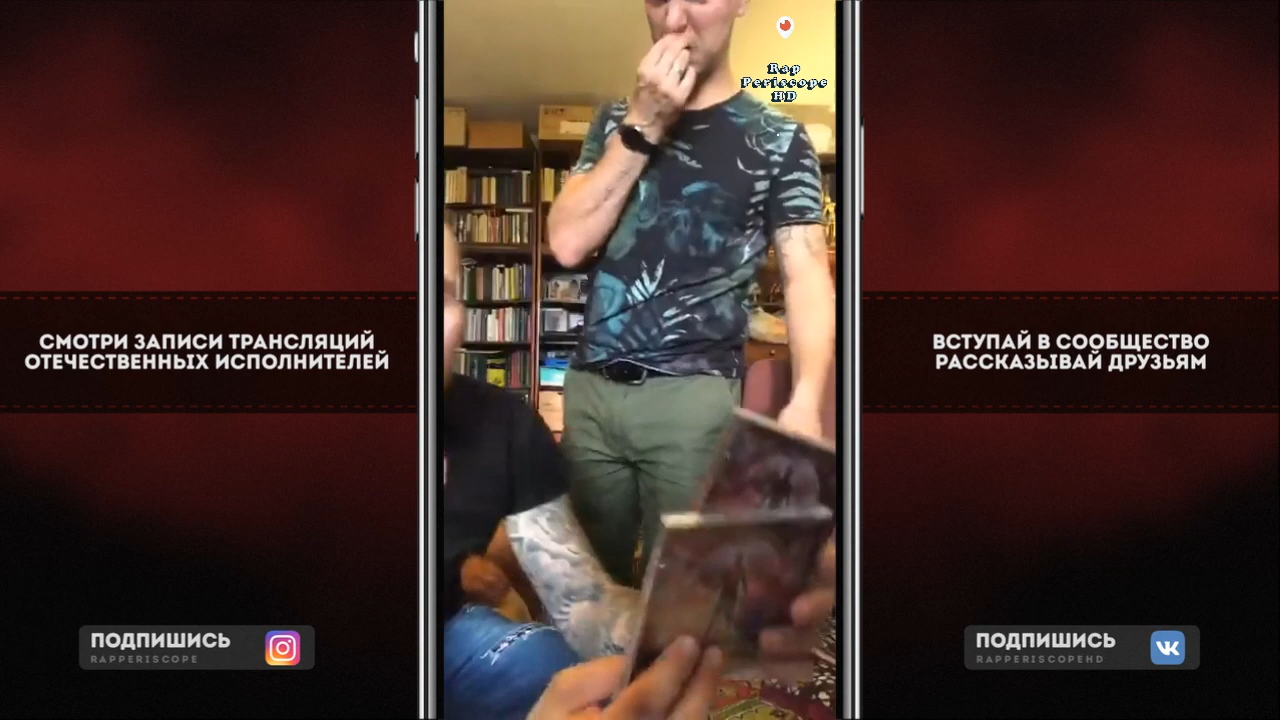 Rap
Periscope
HD
СМОТРИ ЗАПИСИ ТРАНСЛЯЦИЙ
ОТЕЧЕСТВЕННЫХ ИСПОЛНИТЕЛЕЙ
ВСТУПАЙ В СООБЩЕСТВО
РАССКАЗЫВАЙ ДРУЗЬЯМ
ПОДПИШИСЬ
RAPPERISCOPE
ПОДПИШИСЬ
RAPPERISCOPEHD